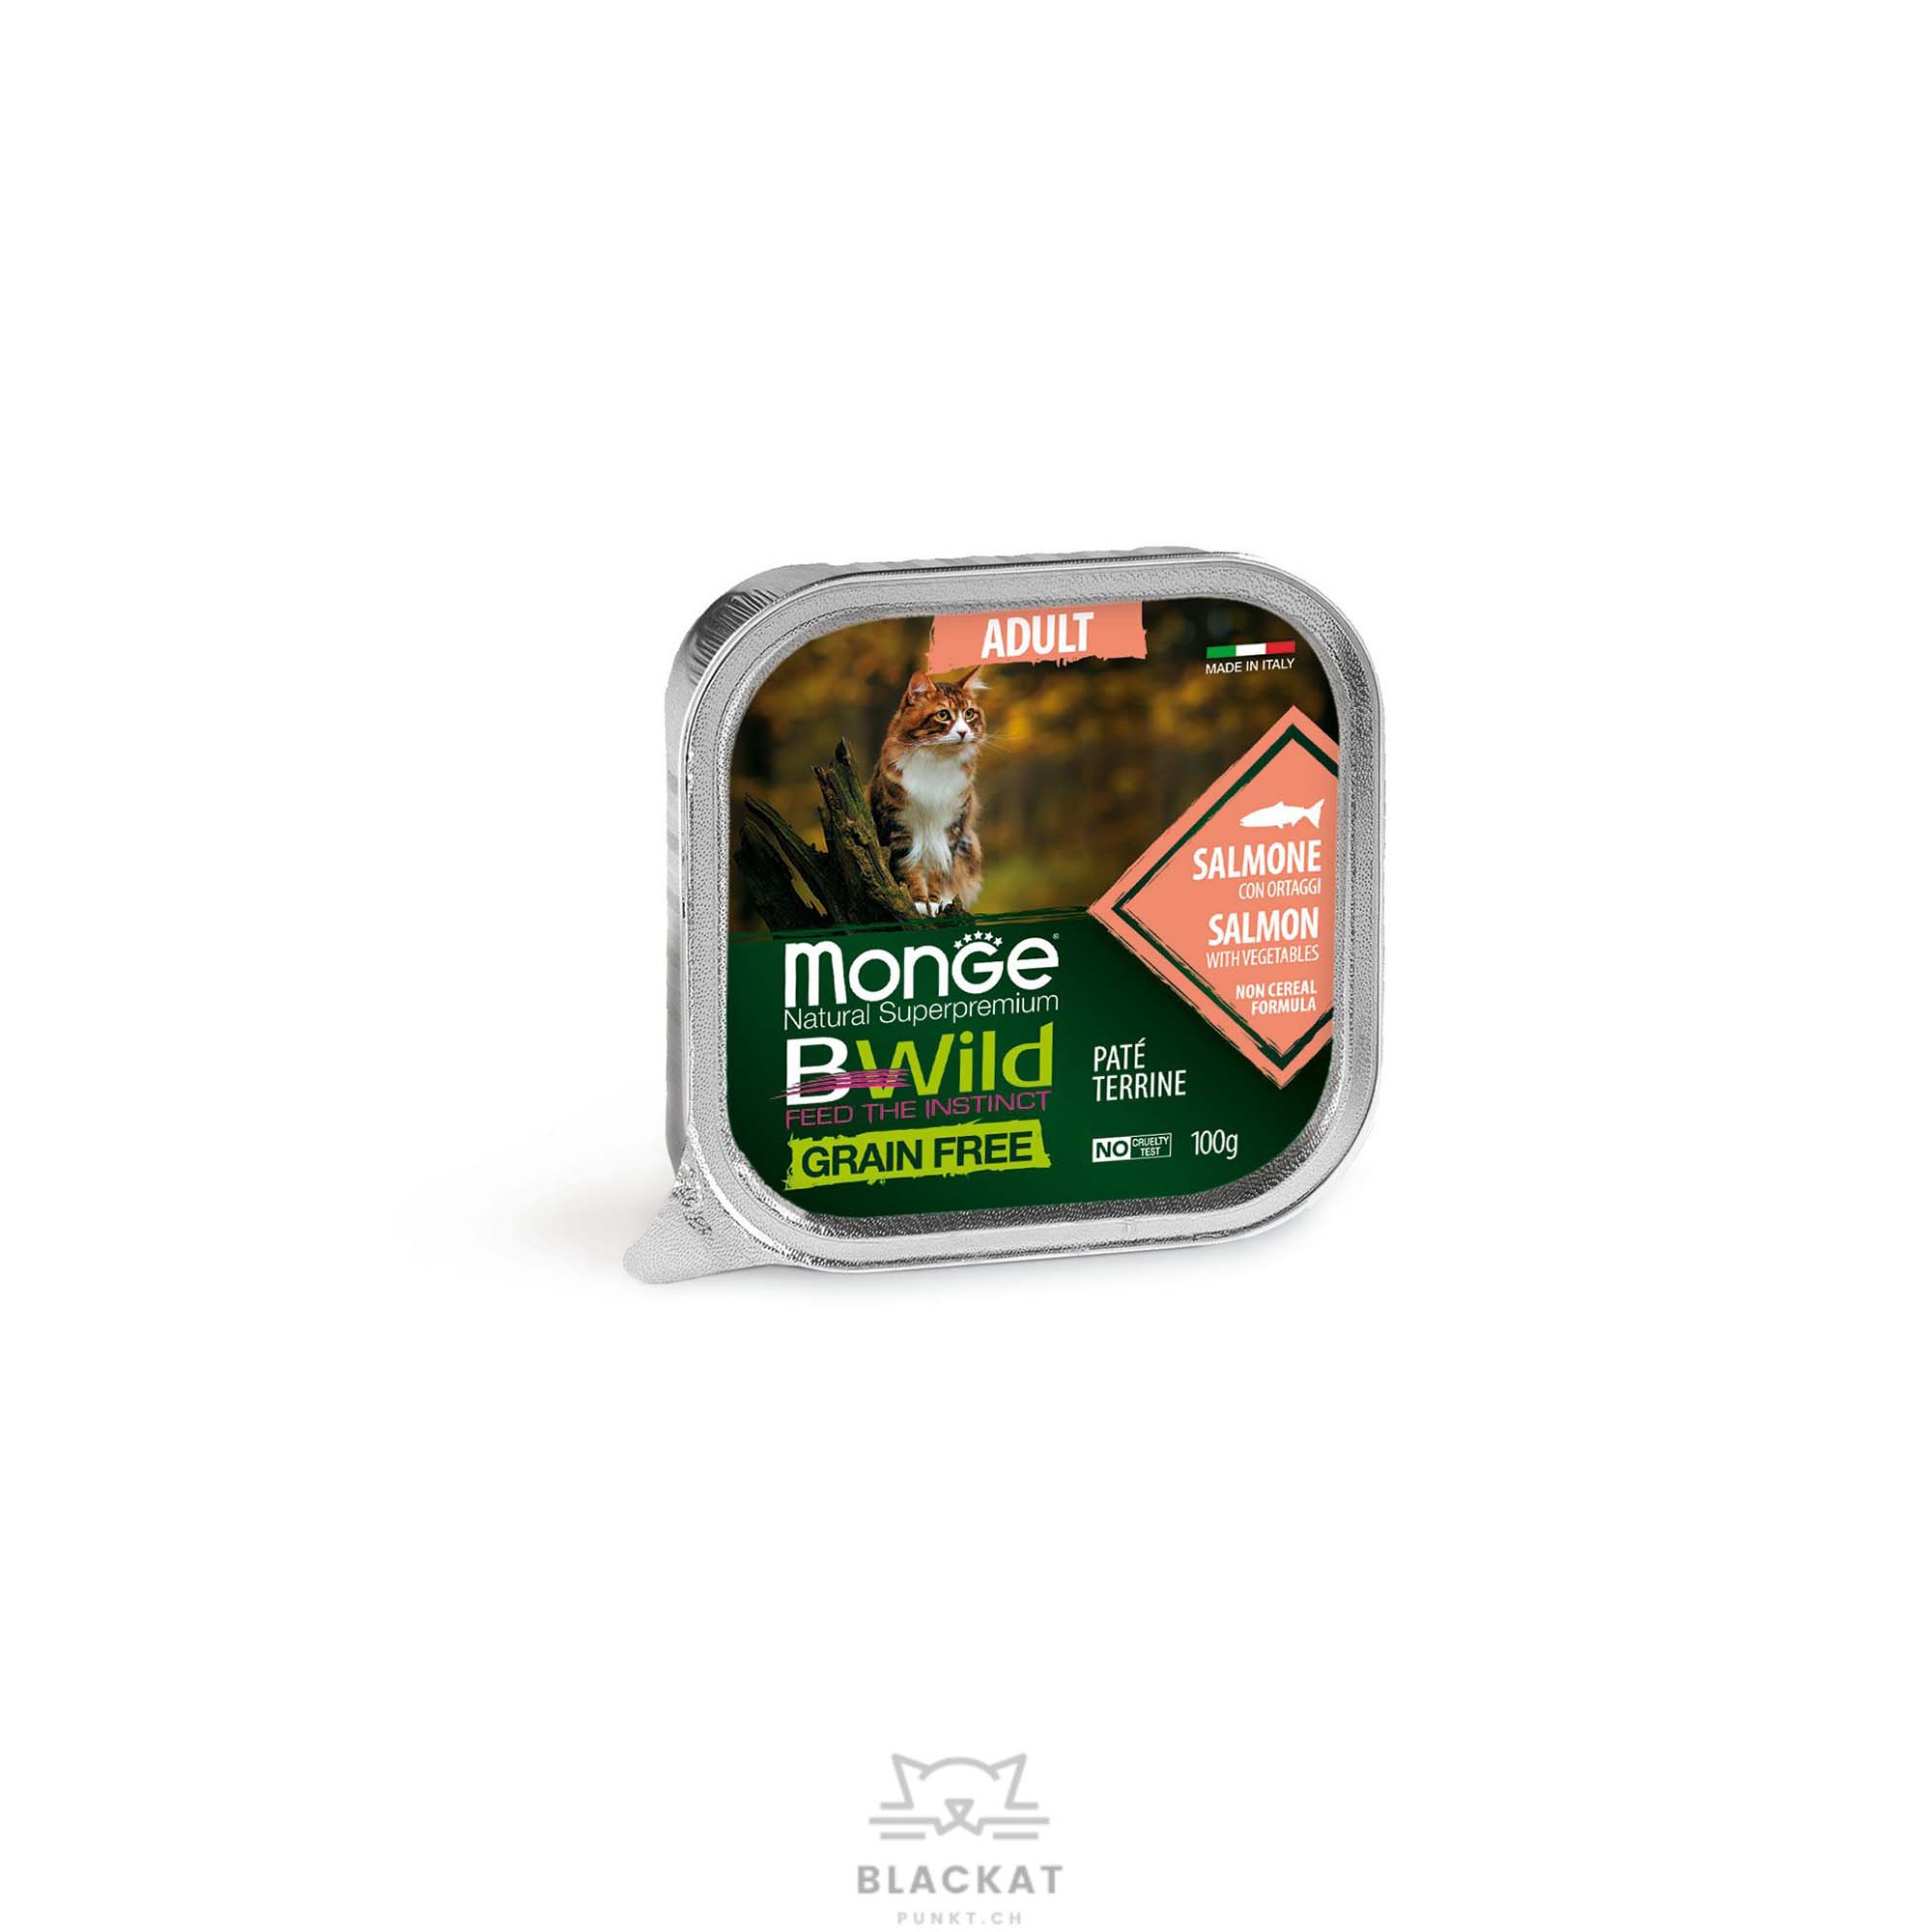 ADULT
MADE IN ITALY
SALMONE
CON ORTAGGI
SALMON
WITH VEGETABLES
NON CEREAL
FORMULA
MonGe®
Natural Superpremium
BWild
FEED THE INSTINCT
GRAIN FREE
PATÉ
TERRINE
NO CRUELTY TEST
100g
BLACKAT
PUNKT.CH